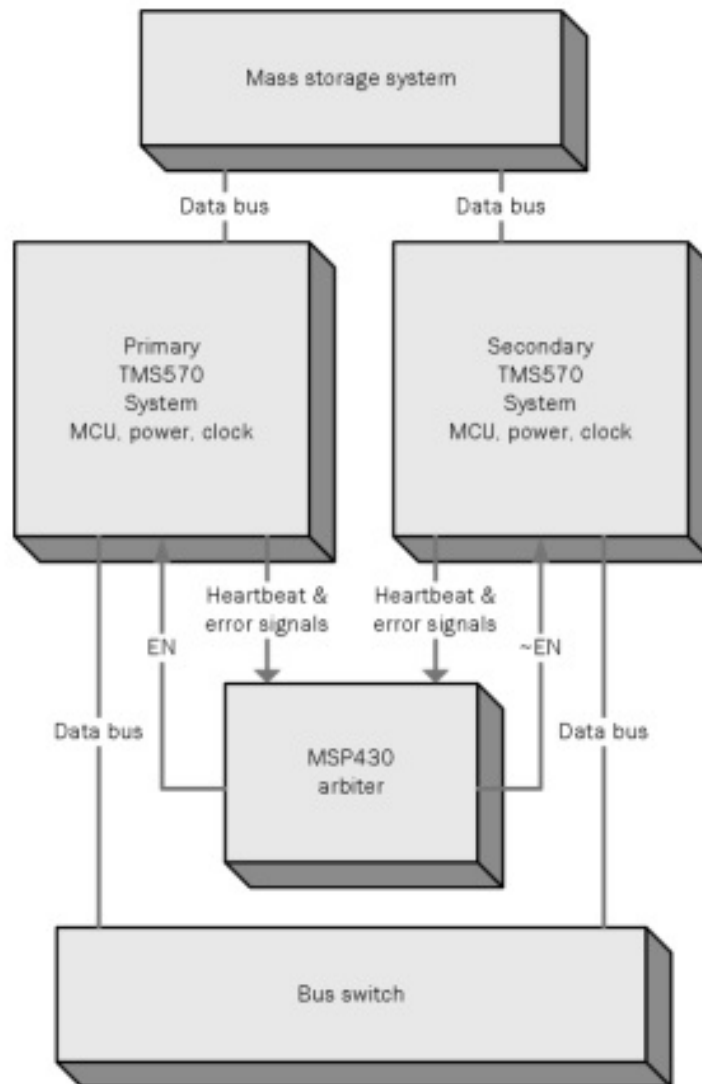 Mass storage system
Data bus
Data bus
Primary
TMS570
System
MCU, power, clock
Secondary
TMS570
System
MCU, power, clock
Heartbeat &
error signals
Heartbeat &
error signals
EN
~EN
Data bus
MSP430
arbiter
Data bus
Bus switch